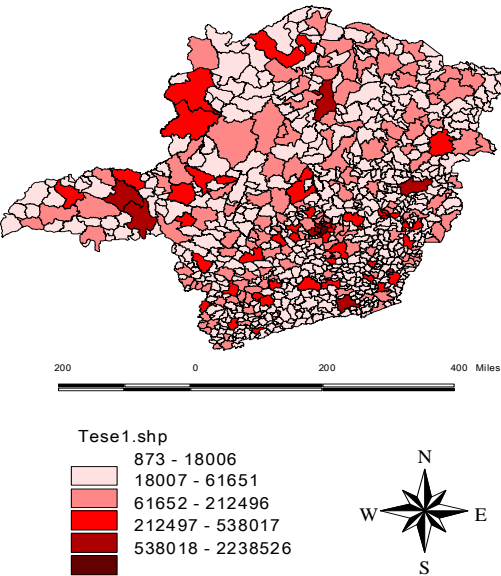 200 0 200 400 Miles
Tese1.shp
873 - 18006
18007 - 61651
61652 - 212496
212497 - 538017
538018 - 2238526
N
W E
S